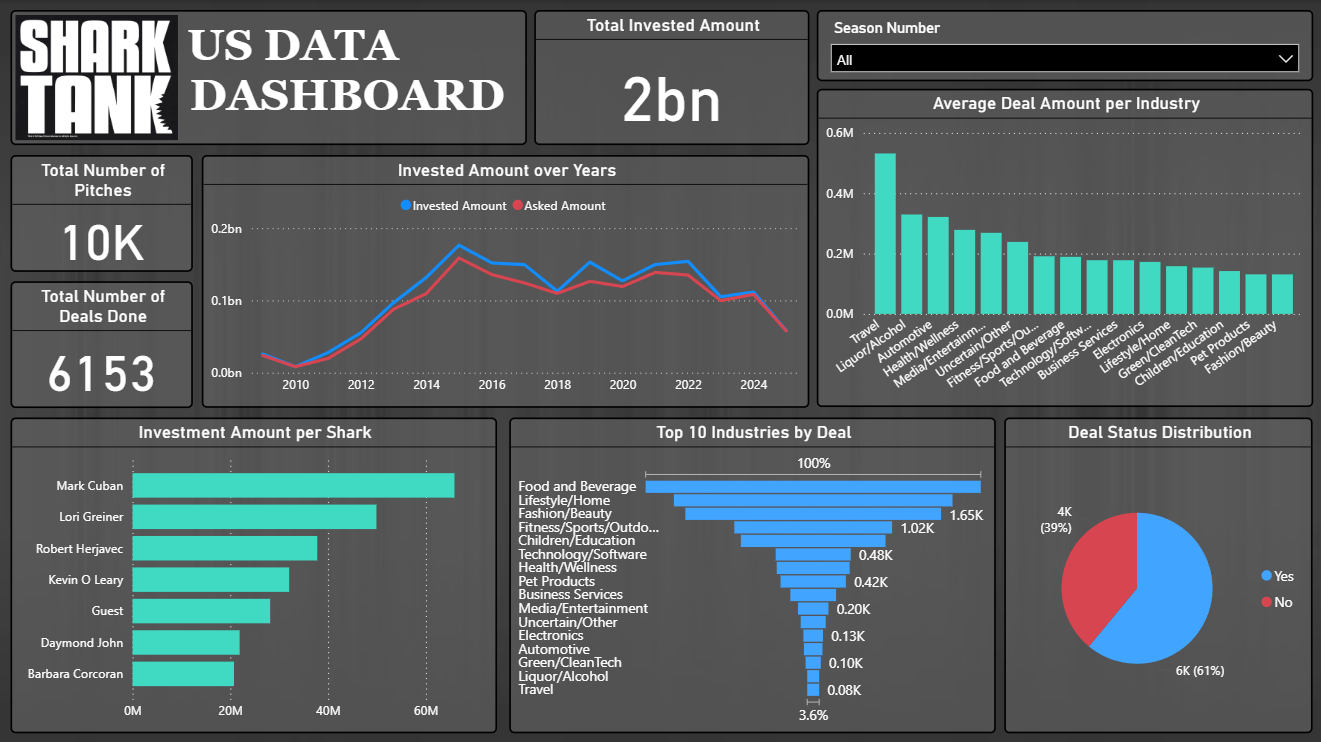 SHARK
TANK
US DATA
DASHBOARD
Total Invested Amount
2bn
Season Number
All
Total Number of
Pitches
10K
Total Number of
Deals Done
6153
Invested Amount over Years
Invested Amount
Asked Amount
0.2bn
0.1bn
0.0bn
2010
2012
2014
2016
2018
2020
2022
2024
Average Deal Amount per Industry
0.6M
0.4M
0.2M
0.0M
Travel
Liquor/Alcohol
Automotive
Health/Wellness
Media/Entertainm...
Uncertain/Other
Fitness/Sports/Ou...
Food and Beverage
Technology/Softw...
Business Services
Electronics
Lifestyle/Home
Green/CleanTech
Children/Education
Pet Products
Fashion/Beauty
Investment Amount per Shark
Mark Cuban
Lori Greiner
Robert Herjavec
Kevin O Leary
Guest
Daymond John
Barbara Corcoran
0M
20M
40M
60M
Top 10 Industries by Deal
100%
Food and Beverage
Lifestyle/Home
Fashion/Beauty
1.65K
Fitness/Sports/Outdo...
1.02K
Children/Education
Technology/Software
0.48K
Health/Wellness
Pet Products
0.42K
Business Services
Media/Entertainment
0.20K
Uncertain/Other
Electronics
0.13K
Automotive
Green/CleanTech
0.10K
Liquor/Alcohol
Travel
0.08K
3.6%
Deal Status Distribution
4K
(39%)
6K (61%)
Yes
No